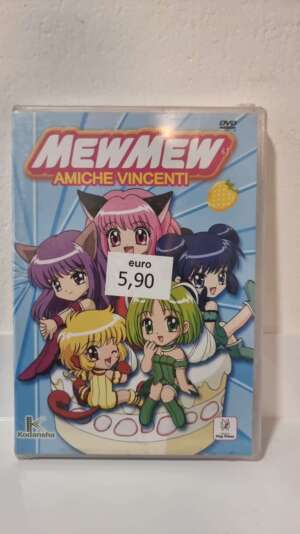 DVD
MEWMEW
AMICHE VINCENTI
euro
5,90
Kodansha